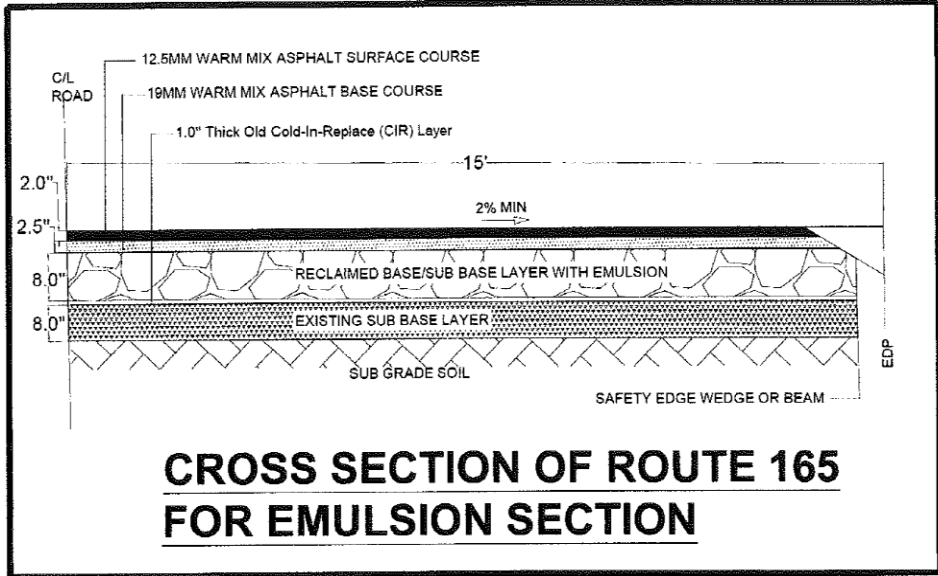 12.5MM WARM MIX ASPHALT SURFACE COURSE
C/L
ROAD
19MM WARM MIX ASPHALT BASE COURSE
1.0" Thick Old Cold-In-Replace (CIR) Layer
15'
2.0"
2% MIN
2.5"
RECLAIMED BASE/SUB BASE LAYER WITH EMULSION
8.0"
8.0"
EXISTING SUB BASE LAYER
SUB GRADE SOIL
EDP
SAFETY EDGE WEDGE OR BEAM
CROSS SECTION OF ROUTE 165
FOR EMULSION SECTION